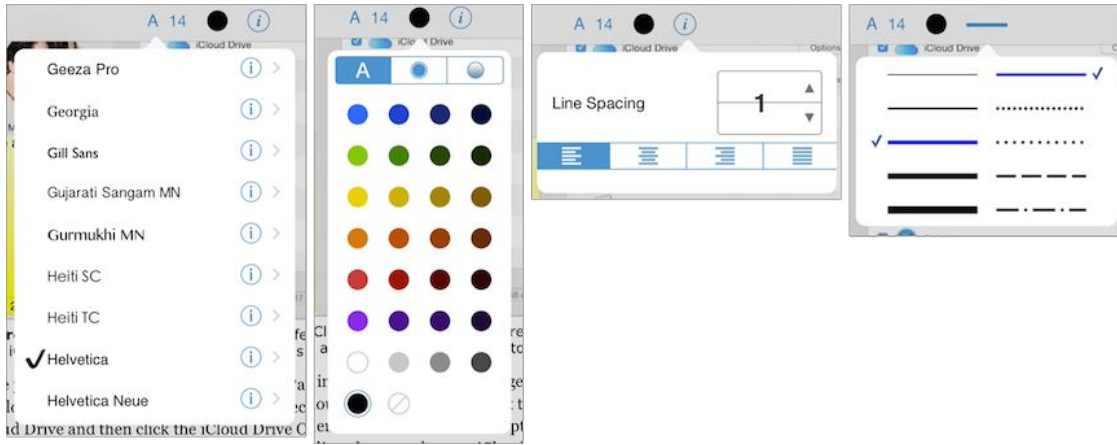 A 14 i
iCloud Drive
Geeza Pro
Georgia
Gill Sans
Gujarati Sangam MN
Gurmukhi MN
Heiti SC
Heiti TC
Helvetica
Helvetica Neue
Drive and then click the iCloud Drive
A 14 i
iCloud Drive
A
A 14 i
iCloud Drive
Options
Line Spacing
1
A 14
iCloud Drive